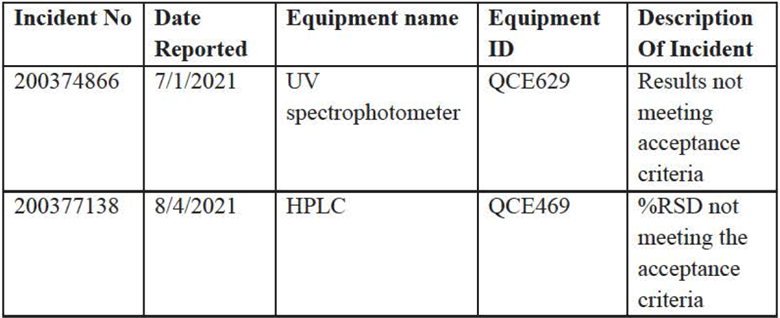 Incident No
Date
Reported
Equipment name
Equipment
ID
Description
Of Incident
200374866
7/1/2021
UV
spectrophotometer
QCE629
Results not
meeting
acceptance
criteria
200377138
8/4/2021
HPLC
QCE469
%RSD not
meeting the
acceptance
criteria